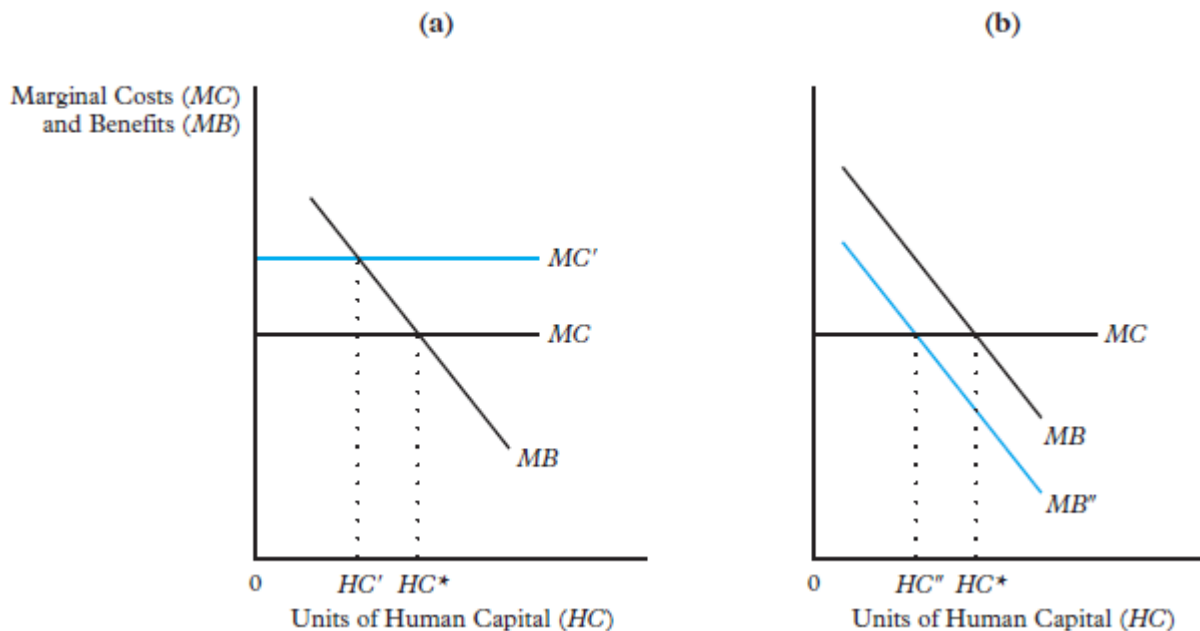 (a)
Marginal Costs (MC)
and Benefits (MB)
MC'
MC
MB
0
HC' HC*
Units of Human Capital (HC)
(b)
MC
MB
MB"
0
HC" HC*
Units of Human Capital (HC)